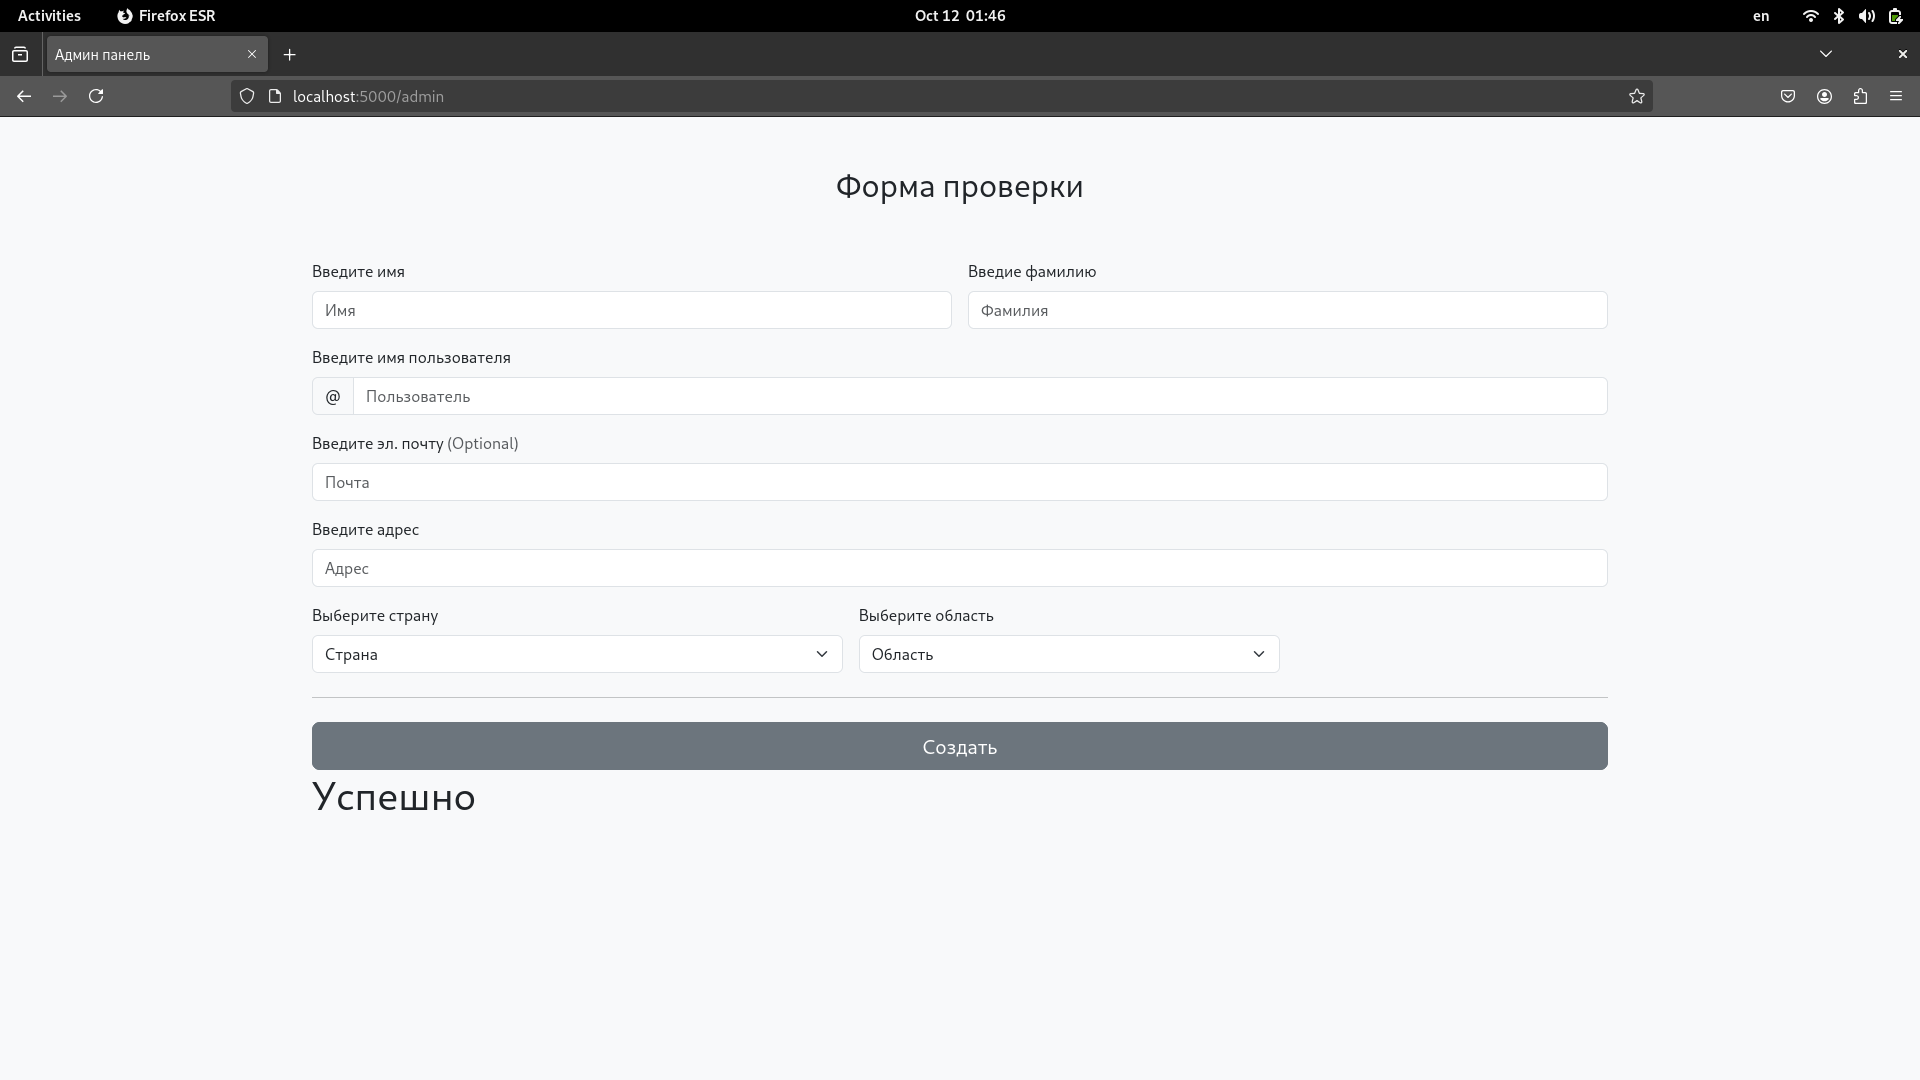 Activities Firefox ESR Oct 12 01:46 en
Админ панель
localhost:5000/admin
Форма проверки
Введите имя Введие фамилию
Имя Фамилия
Введите имя пользователя
@ Пользователь
Введите эл. почту (Optional)
Почта
Введите адрес
Адрес
Выберите страну Выберите область
Страна Область
Создать
Успешно